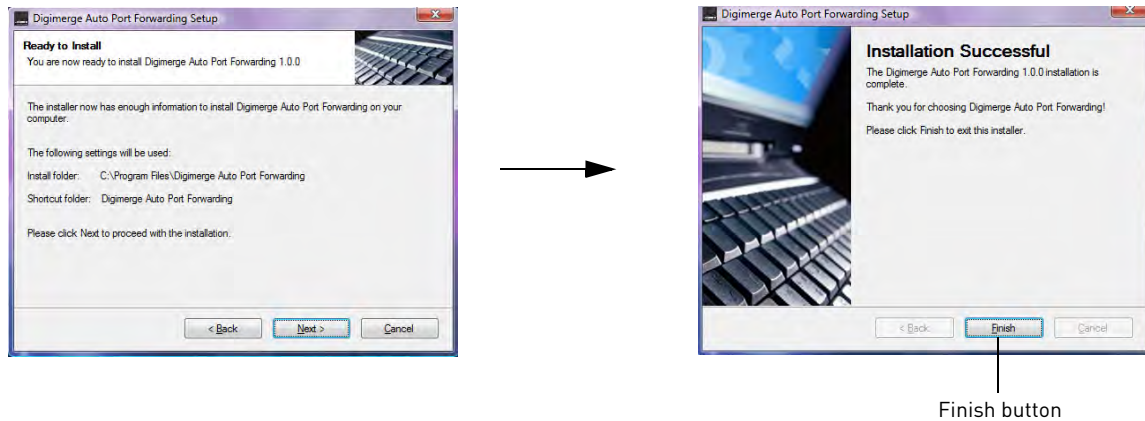 Digimerge Auto Port Forwarding Setup
Ready to Install
You are now ready to install Digimerge Auto Port Forwarding 1.0.0
The installer now has enough information to install Digimerge Auto Port Forwarding on your
computer.
The following settings will be used:
Install folder: C:\Program Files\Digimerge Auto Port Forwarding
Shortcut folder: Digimerge Auto Port Forwarding
Please click Next to proceed with the installation.
< Back
Next >
Cancel
Digimerge Auto Port Forwarding Setup
Installation Successful
The Digimerge Auto Port Forwarding 1.0.0 installation is
complete.
Thank you for choosing Digimerge Auto Port Forwarding!
Please click Finish to exit this installer.
< Back
Finish
Cancel
Finish button